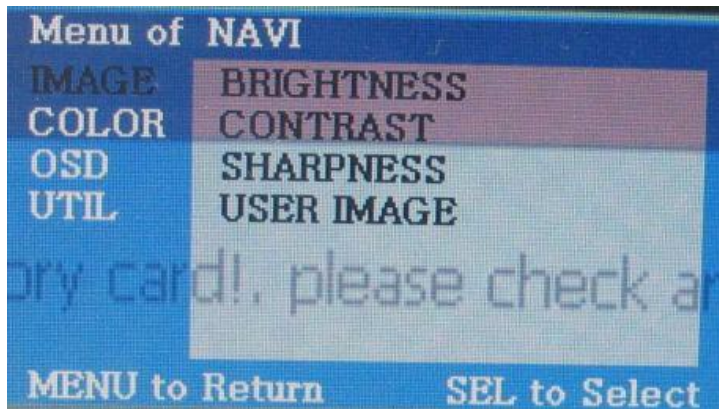 Menu of NAVI
IMAGE BRIGHTNESS
COLOR CONTRAST
OSD SHARPNESS
UTIL USER IMAGE
card!, please check
MENU to Return SEL to Select